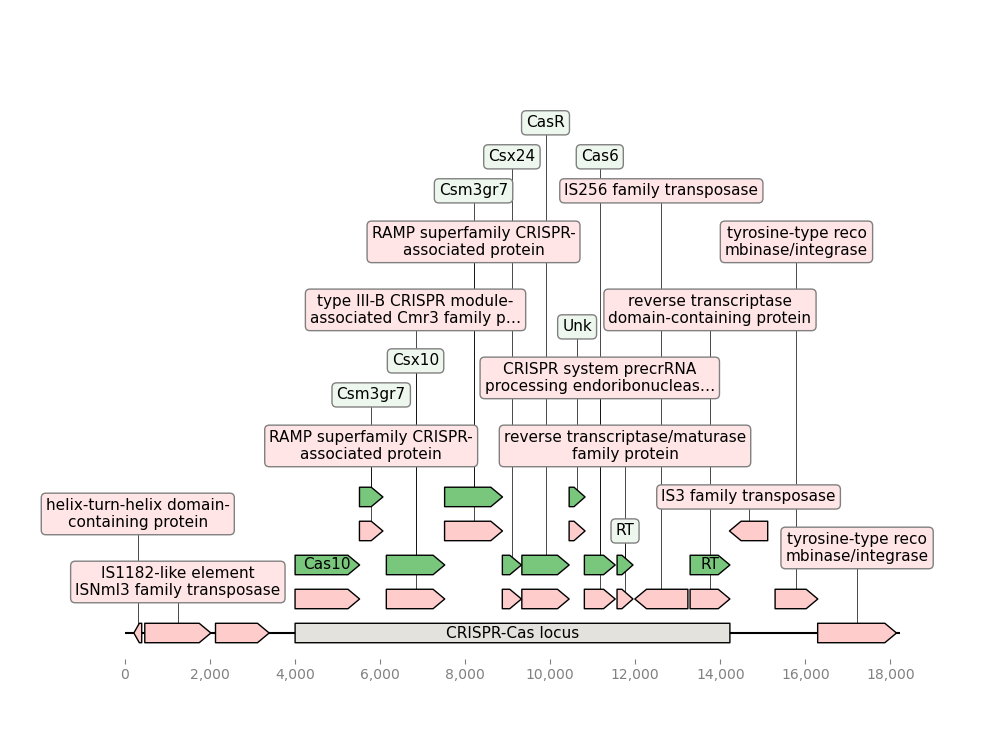 CasR
Csx24
Cas6
Csm3gr7
IS256 family transposase
RAMP superfamily CRISPR-
associated protein
tyrosine-type reco
mbinase/integrase
type III-B CRISPR module-
associated Cmr3 family p…
reverse transcriptase
domain-containing protein
Unk
Csx10
CRISPR system precrRNA
processing endoribonucleas…
Csm3gr7
RAMP superfamily CRISPR-
associated protein
reverse transcriptase/maturase
family protein
IS3 family transposase
helix-turn-helix domain-
containing protein
RT
tyrosine-type reco
mbinase/integrase
Cas10
RT
IS1182-like element
ISNml3 family transposase
CRISPR-Cas locus
0 2,000 4,000 6,000 8,000 10,000 12,000 14,000 16,000 18,000